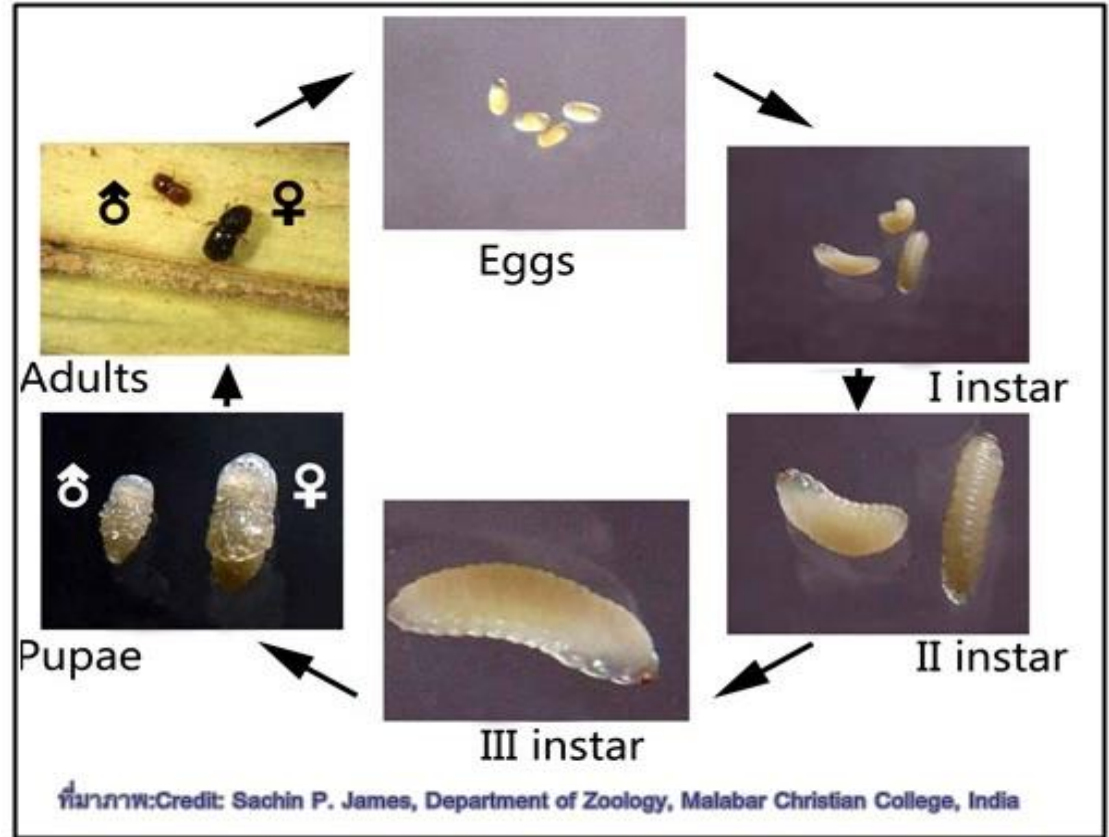 Eggs
I instar
II instar
III instar
Pupae
♂ ♀
Adults
♂ ♀
ที่มาภาพ:Credit: Sachin P. James, Department of Zoology, Malabar Christian College, India